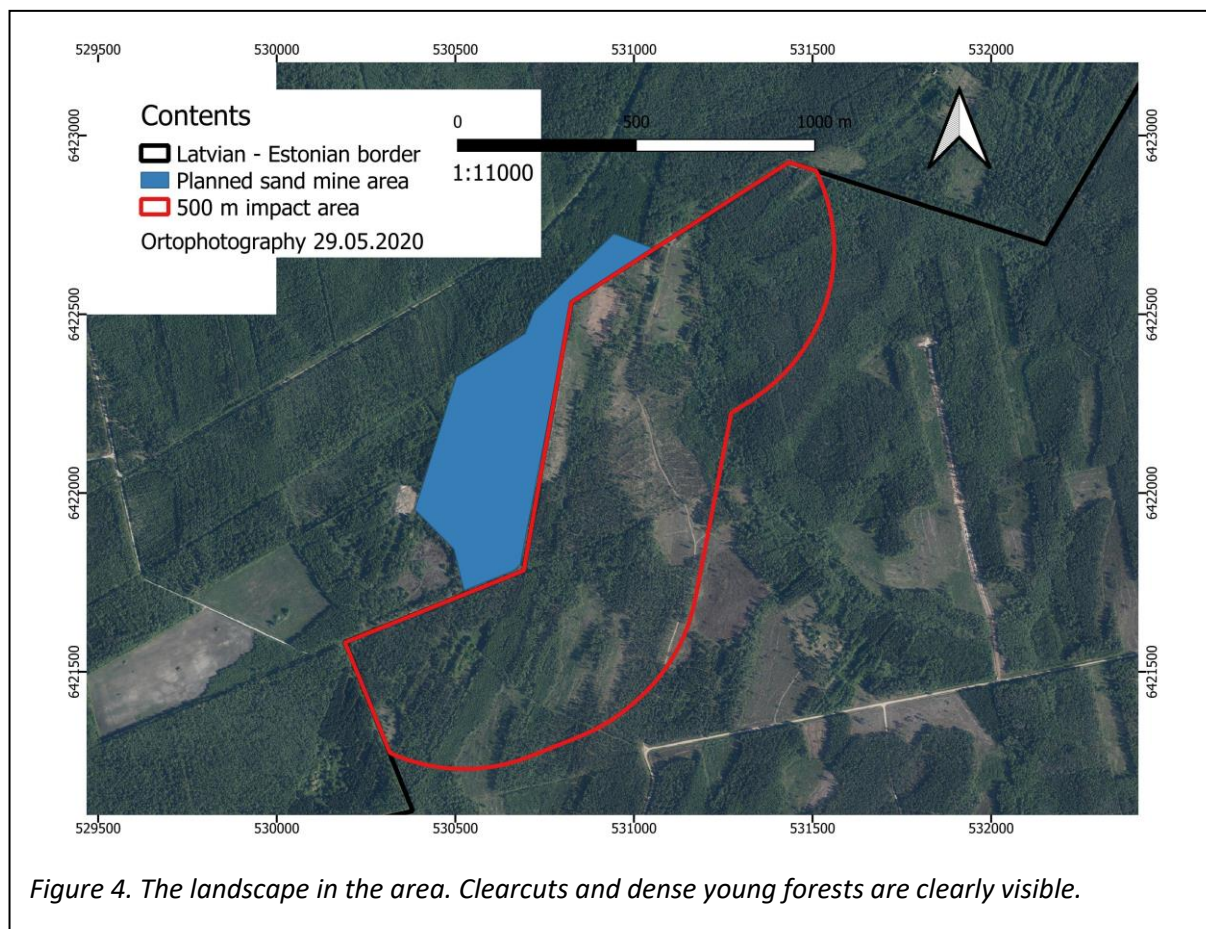 529500 530000 530500 531000 531500 532000
Contents
Latvian - Estonian border
Planned sand mine area
500 m impact area
Ortophotography 29.05.2020
0 500 1000 m
1:11000
6423000 6423000
6422500 6422500
6422000 6422000
6421500 6421500
529500 530000 530500 531000 531500 532000
Figure 4. The landscape in the area. Clearcuts and dense young forests are clearly visible.